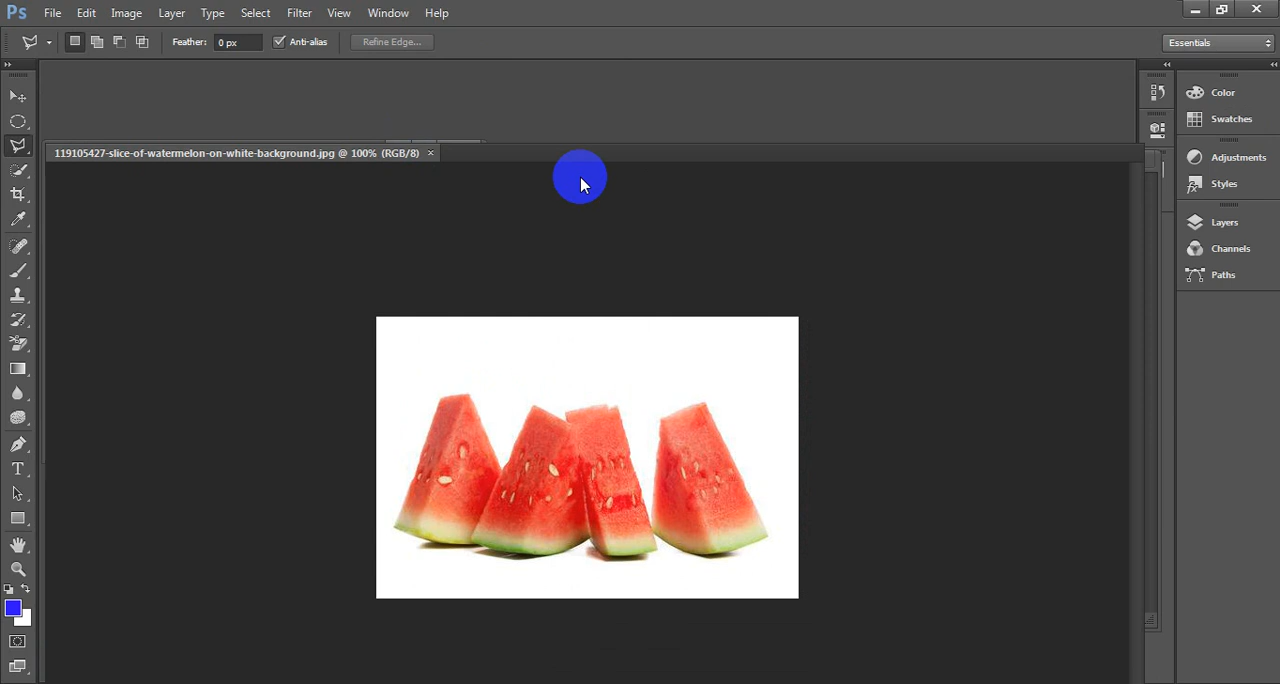 Ps File Edit Image Layer Type Select Filter View Window Help
Feather: 0 px Anti-alias Refine Edge... Essentials
119105427-slice-of-watermelon-on-white-background.jpg @ 100% (RGB/8) ×
Color
Swatches
Adjustments
Styles
Layers
Channels
Paths